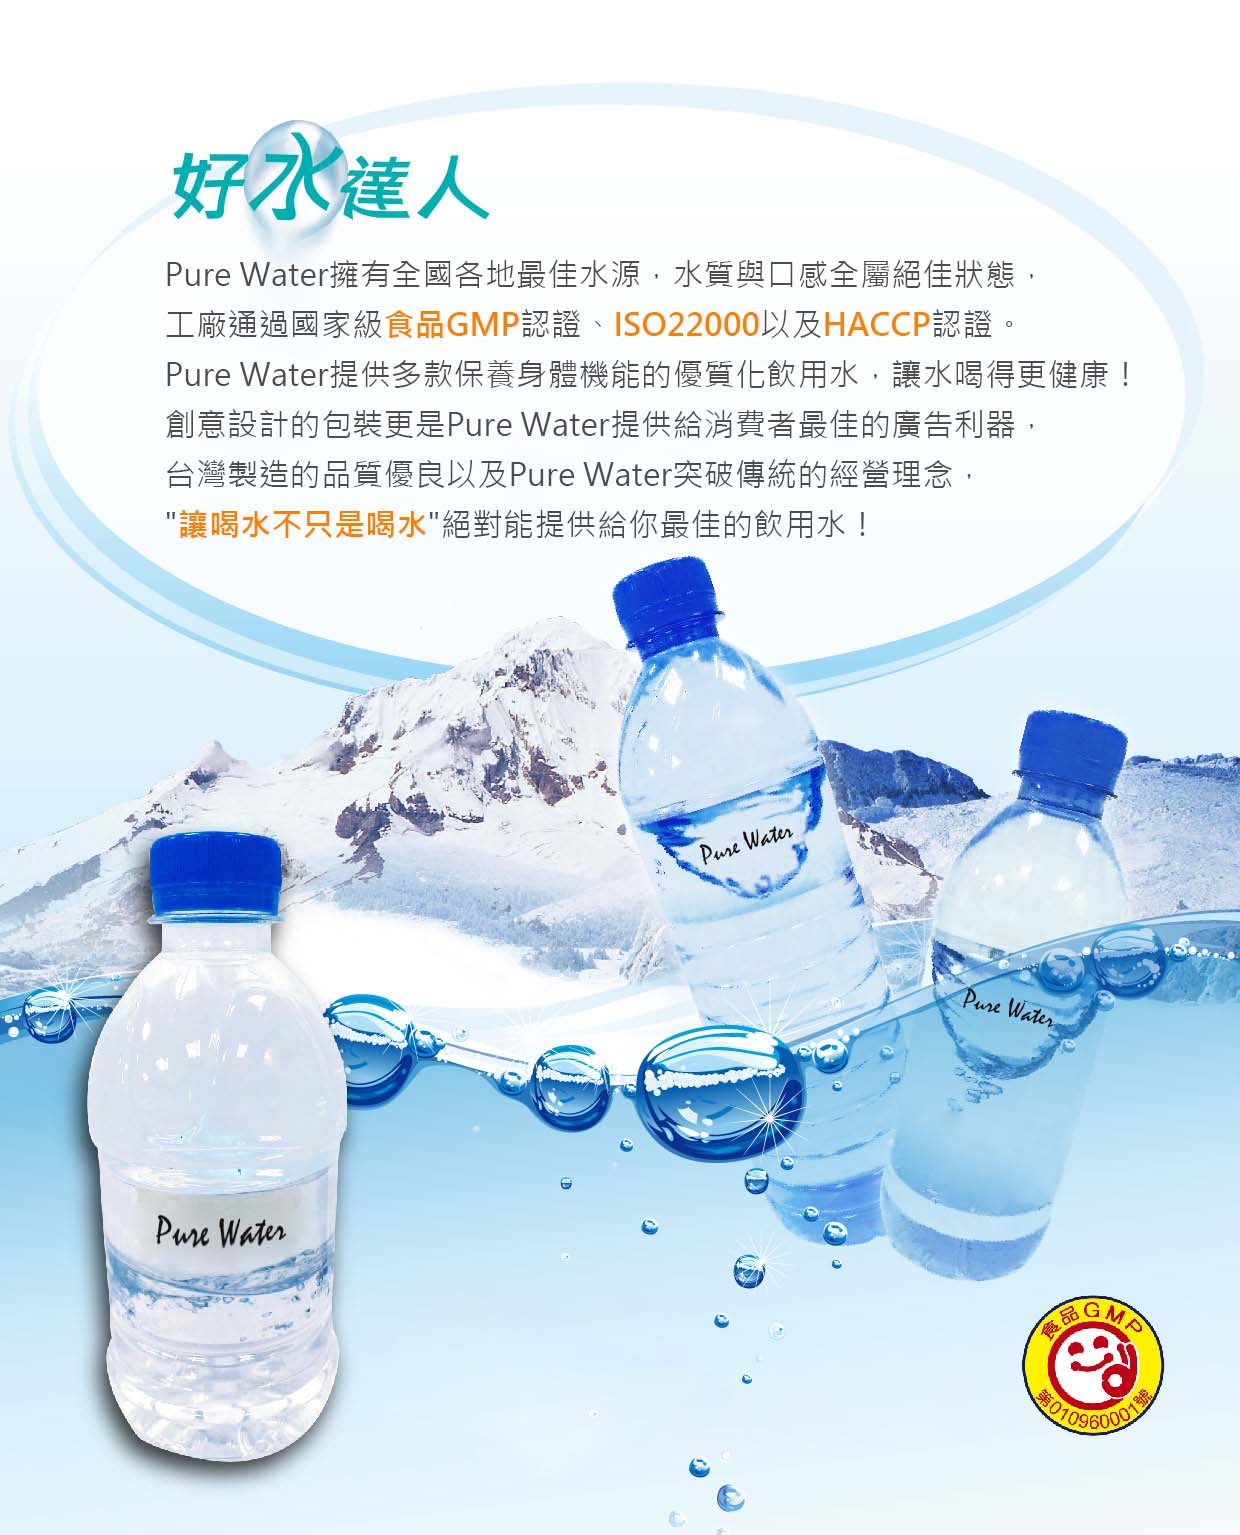 好水達人
Pure Water擁有全國各地最佳水源，水質與口感全屬絕佳狀態，
工廠通過國家級食品GMP認證、ISO22000以及HACCP認證。
Pure Water提供多款保養身體機能的優質化飲用水，讓水喝得更健康！
創意設計的包裝更是Pure Water提供給消費者最佳的廣告利器，
台灣製造的品質優良以及Pure Water突破傳統的經營理念，
"讓喝水不只是喝水"絕對能提供給你最佳的飲用水！
Pure Water
Pure Water
Pure Water
食品GMP
第010960001號